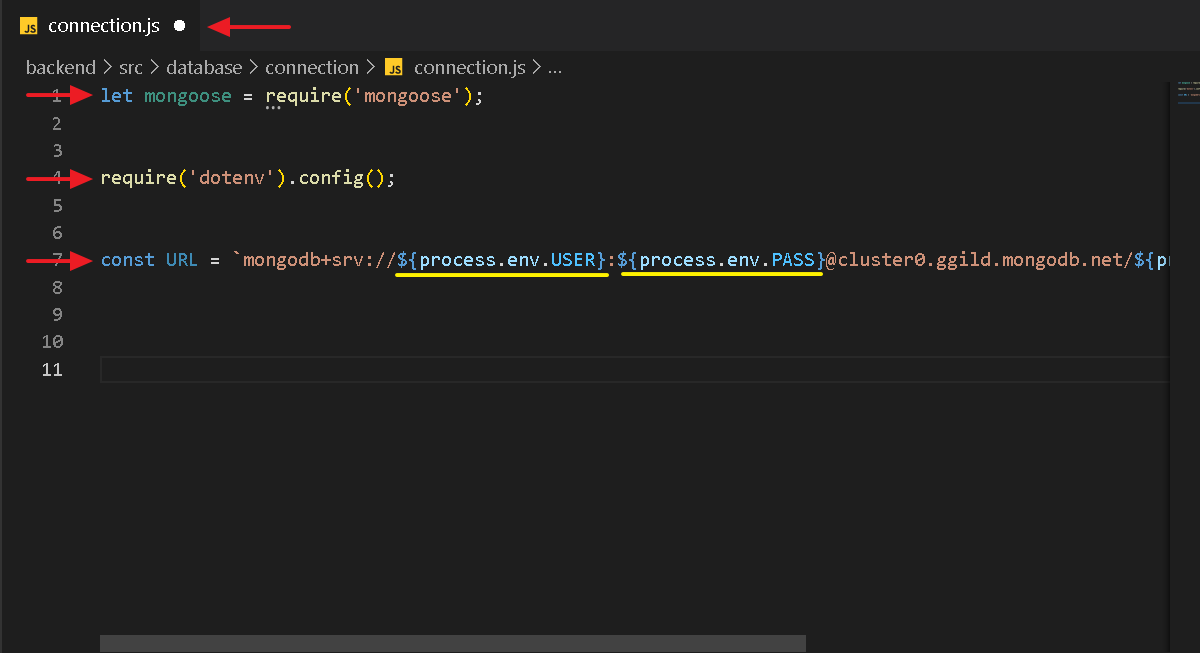 JS connection.js
backend > src > database > connection > JS connection.js > ...
1 let mongoose = require('mongoose');
2
3
4 require('dotenv').config();
5
6
7 const URL = `mongodb+srv://${process.env.USER}:${process.env.PASS}@cluster0.ggild.mongodb.net/${p
8
9
10
11